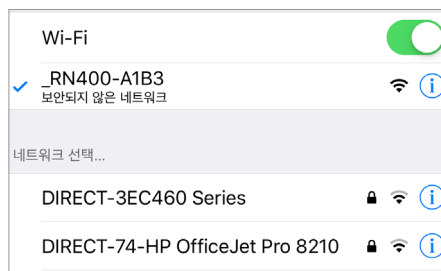 Wi-Fi
_RN400-A1B3
보안되지 않은 네트워크
네트워크 선택...
DIRECT-3EC460 Series
DIRECT-74-HP OfficeJet Pro 8210